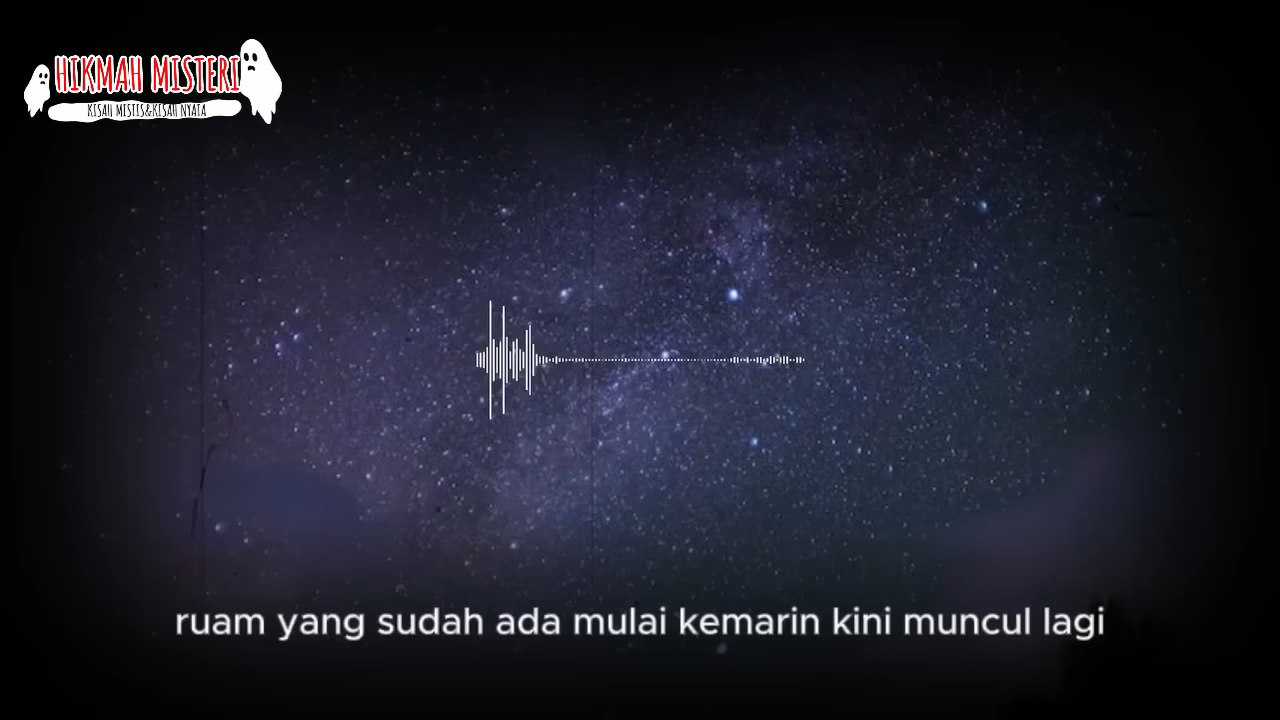 HIKMAH MISTERI
KISAH MISTIS&KISAH NYATA
ruam yang sudah ada mulai kemarin kini muncul lagi